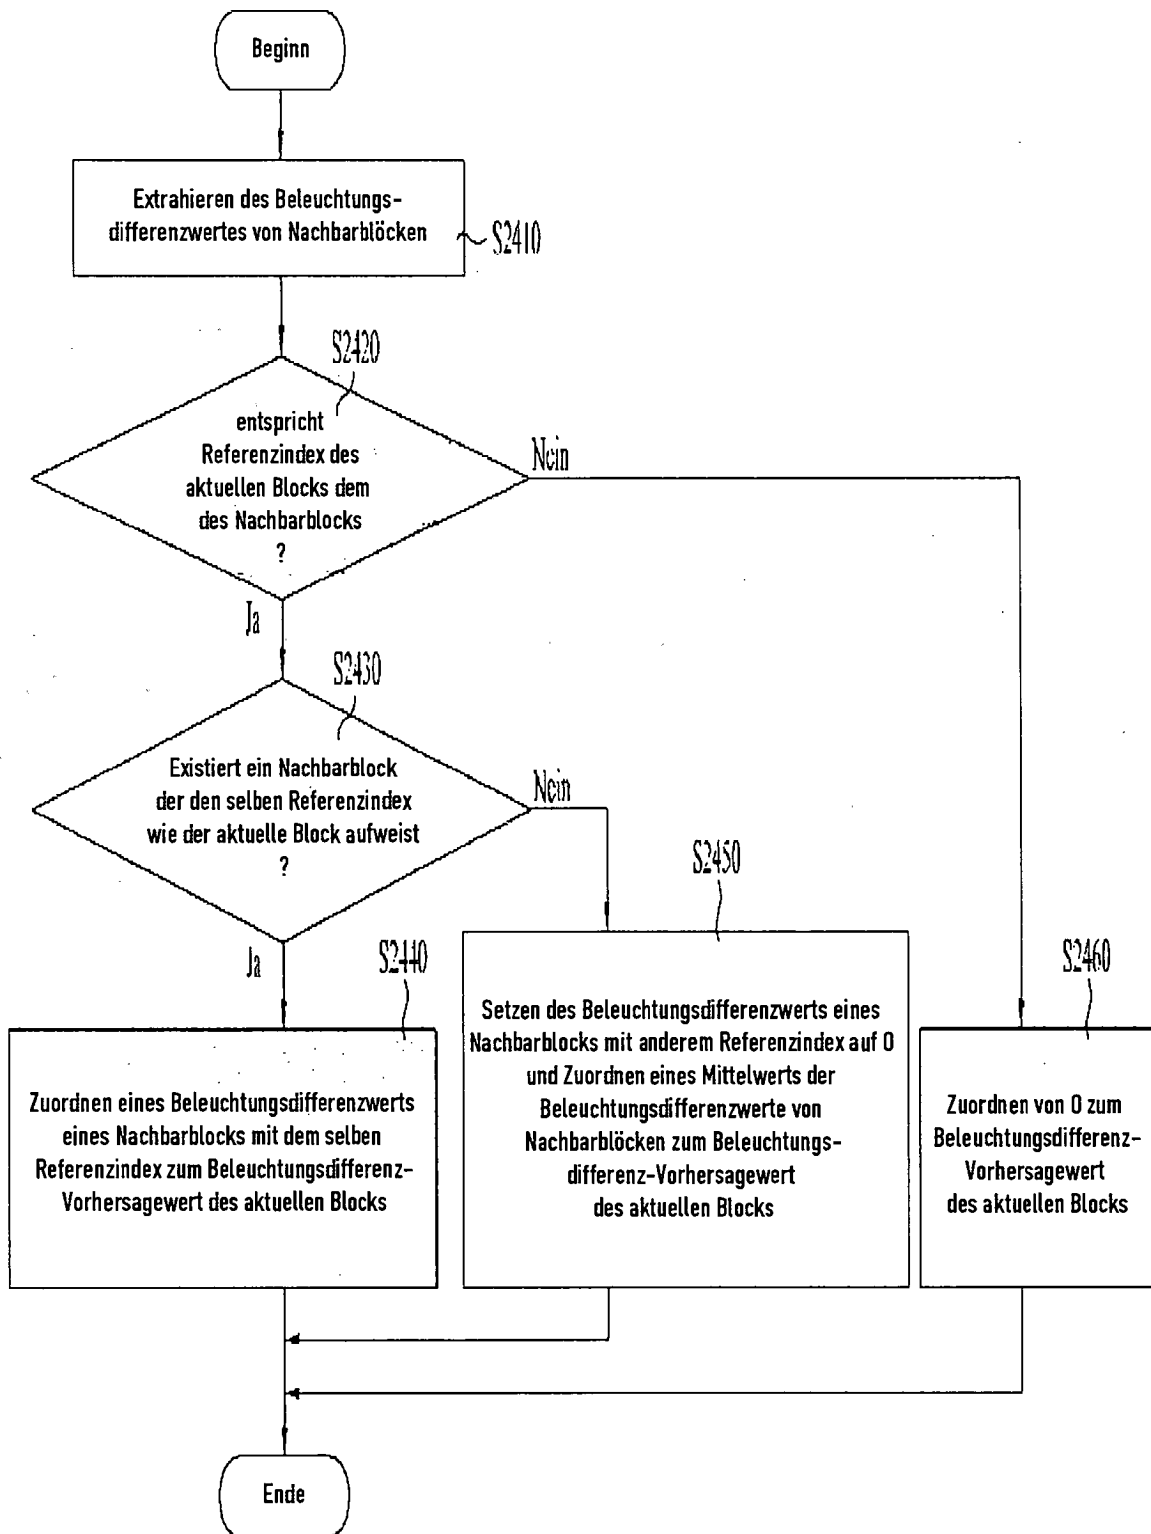 Beginn
Extrahieren des Beleuchtungs-
differenzwertes von Nachbarblöcken
S2410
S2420
entspricht
Referenzindex des
aktuellen Blocks dem
des Nachbarblocks
?
Nein
Ja
S2430
Existiert ein Nachbarblock
der den selben Referenzindex
wie der aktuelle Block aufweist
?
Nein
Ja
S2440
Zuordnen eines Beleuchtungsdifferenzwerts
eines Nachbarblocks mit dem selben
Referenzindex zum Beleuchtungsdifferenz-
Vorhersagewert des aktuellen Blocks
S2450
Setzen des Beleuchtungsdifferenzwerts eines
Nachbarblocks mit anderem Referenzindex auf 0
und Zuordnen eines Mittelwerts der
Beleuchtungsdifferenzwerte von
Nachbarblöcken zum Beleuchtungs-
differenz-Vorhersagewert
des aktuellen Blocks
S2460
Zuordnen von 0 zum
Beleuchtungsdifferenz-
Vorhersagewert
des aktuellen Blocks
Ende